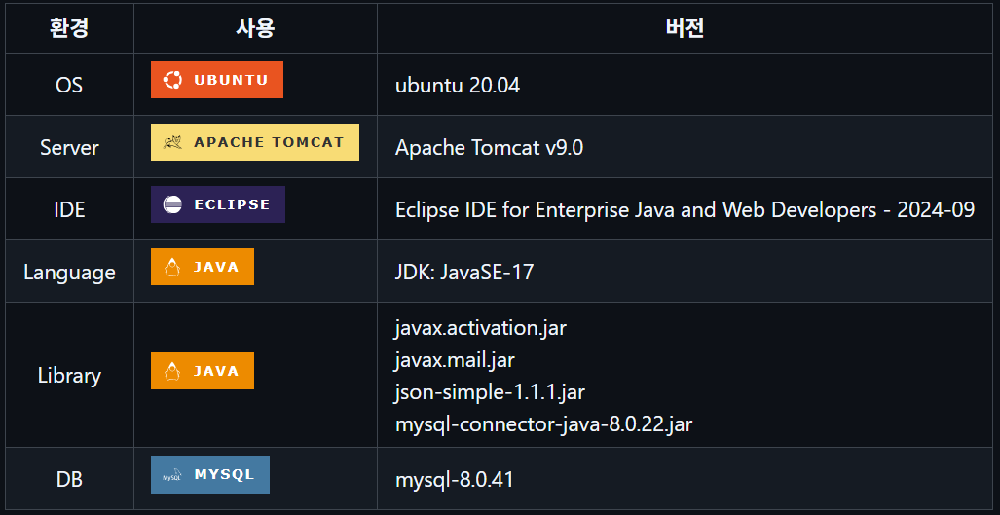 환경 사용 버전
OS UBUNTU ubuntu 20.04
Server APACHE TOMCAT Apache Tomcat v9.0
IDE ECLIPSE Eclipse IDE for Enterprise Java and Web Developers - 2024-09
Language JAVA JDK: JavaSE-17
Library JAVA javax.activation.jar
javax.mail.jar
json-simple-1.1.1.jar
mysql-connector-java-8.0.22.jar
DB MySQL MYSQL mysql-8.0.41